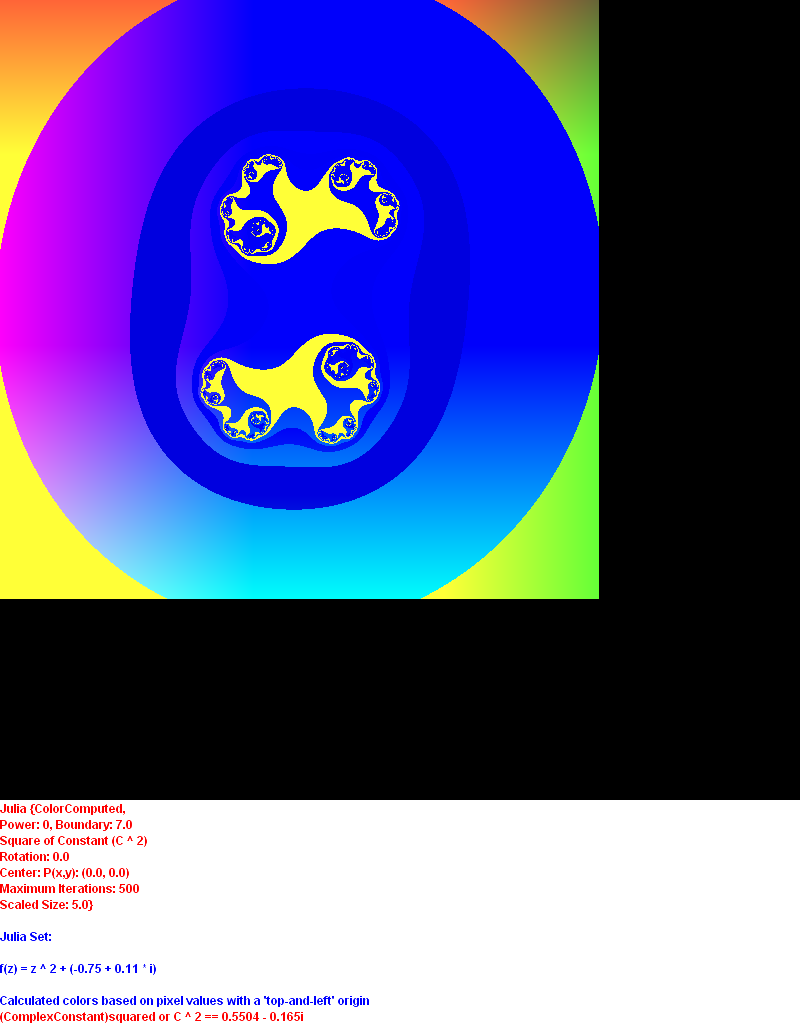 Julia {ColorComputed,
Power: 0, Boundary: 7.0
Square of Constant (C ^ 2)
Rotation: 0.0
Center: P(x,y): (0.0, 0.0)
Maximum Iterations: 500
Scaled Size: 5.0}
Julia Set:
f(z) = z ^ 2 + (-0.75 + 0.11 * i)
Calculated colors based on pixel values with a 'top-and-left' origin
(ComplexConstant)squared or C ^ 2 == 0.5504 - 0.165i